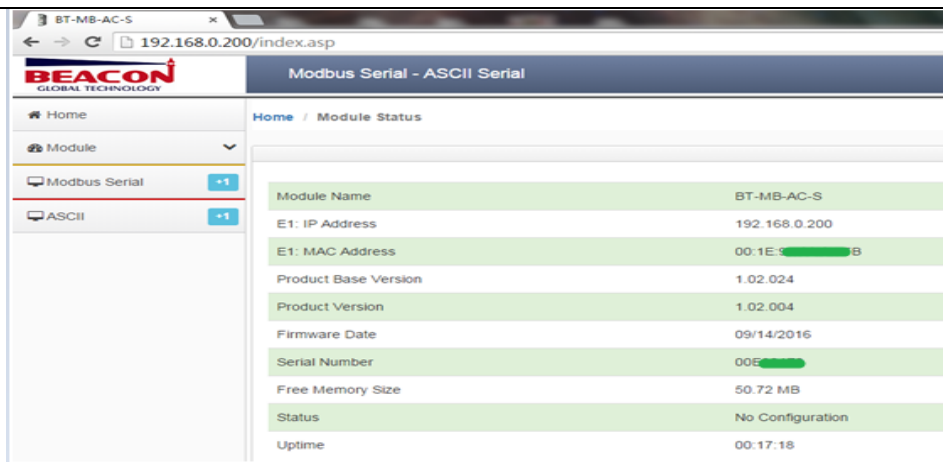 BT-MB-AC-S
192.168.0.200/index.asp
BEACON
GLOBAL TECHNOLOGY
Modbus Serial - ASCII Serial
Home
Home / Module Status
Module
Modbus Serial +1
ASCII +1
Module Name BT-MB-AC-S
E1: IP Address 192.168.0.200
E1: MAC Address 00:1E:
Product Base Version 1.02.024
Product Version 1.02.004
Firmware Date 09/14/2016
Serial Number
Free Memory Size 50.72 MB
Status No Configuration
Uptime 00:17:18